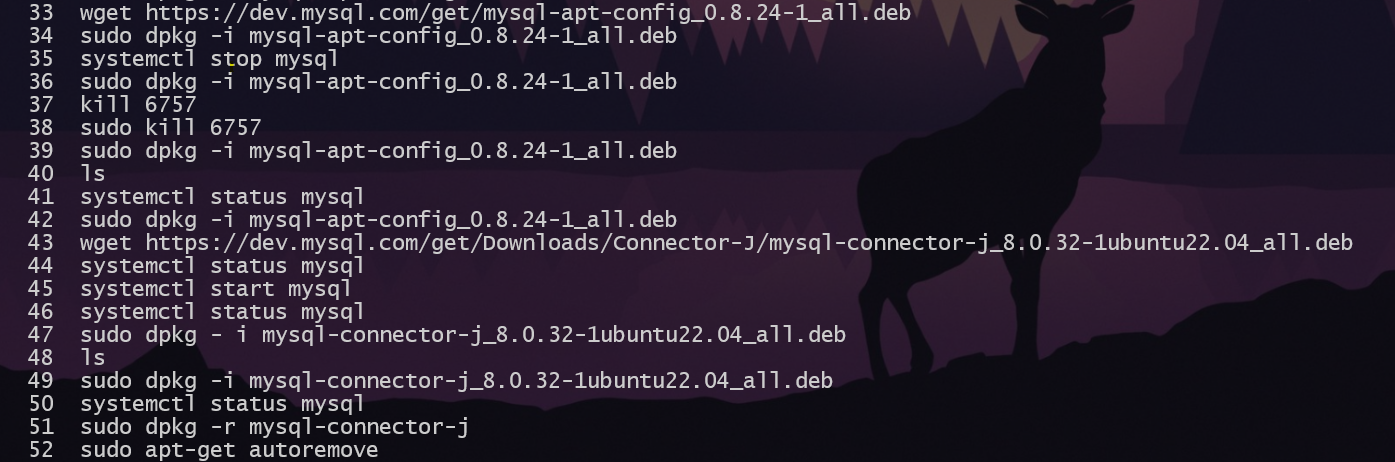 33 wget https://dev.mysql.com/get/mysql-apt-config_0.8.24-1_all.deb
34 sudo dpkg -i mysql-apt-config_0.8.24-1_all.deb
35 systemctl stop mysql
36 sudo dpkg -i mysql-apt-config_0.8.24-1_all.deb
37 kill 6757
38 sudo kill 6757
39 sudo dpkg -i mysql-apt-config_0.8.24-1_all.deb
40 ls
41 systemctl status mysql
42 sudo dpkg -i mysql-apt-config_0.8.24-1_all.deb
43 wget https://dev.mysql.com/get/Downloads/Connector-J/mysql-connector-j_8.0.32-1ubuntu22.04_all.deb
44 systemctl status mysql
45 systemctl start mysql
46 systemctl status mysql
47 sudo dpkg - i mysql-connector-j_8.0.32-1ubuntu22.04_all.deb
48 ls
49 sudo dpkg -i mysql-connector-j_8.0.32-1ubuntu22.04_all.deb
50 systemctl status mysql
51 sudo dpkg -r mysql-connector-j
52 sudo apt-get autoremove